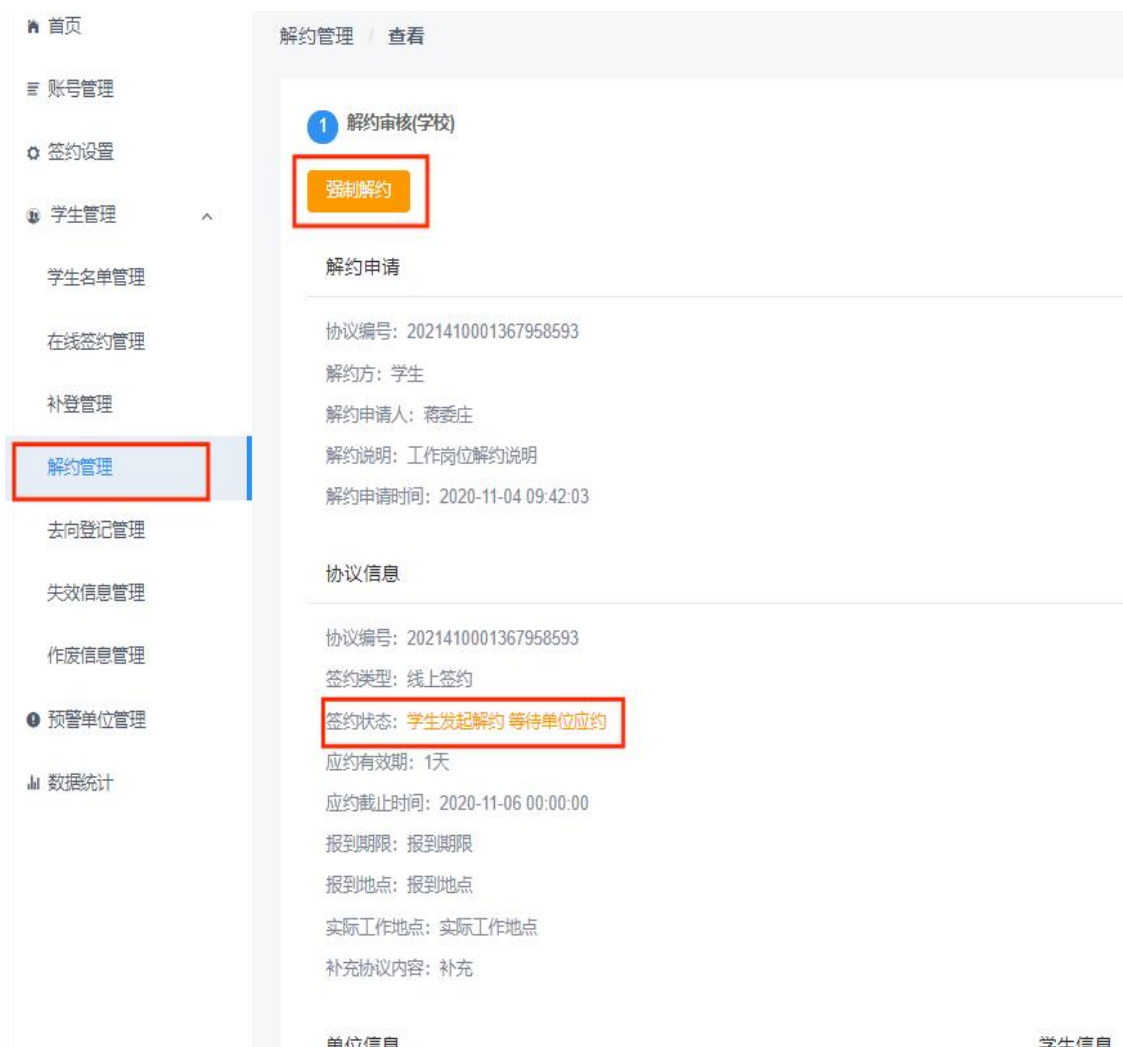 首页
账号管理
签约设置
学生管理
学生名单管理
在线签约管理
补登管理
解约管理
去向登记管理
失效信息管理
作废信息管理
预警单位管理
数据统计
解约管理 / 查看
1 解约审核(学校)
强制解约
解约申请
协议编号：2021410001367958593
解约方：学生
解约申请人：蒋委庄
解约说明：工作岗位解约说明
解约申请时间：2020-11-04 09:42:03
协议信息
协议编号：2021410001367958593
签约类型：线上签约
签约状态：学生发起解约 等待单位应约
应约有效期：1天
应约截止时间：2020-11-06 00:00:00
报到期限：报到期限
报到地点：报到地点
实际工作地点：实际工作地点
补充协议内容：补充
单位信息 学生信息